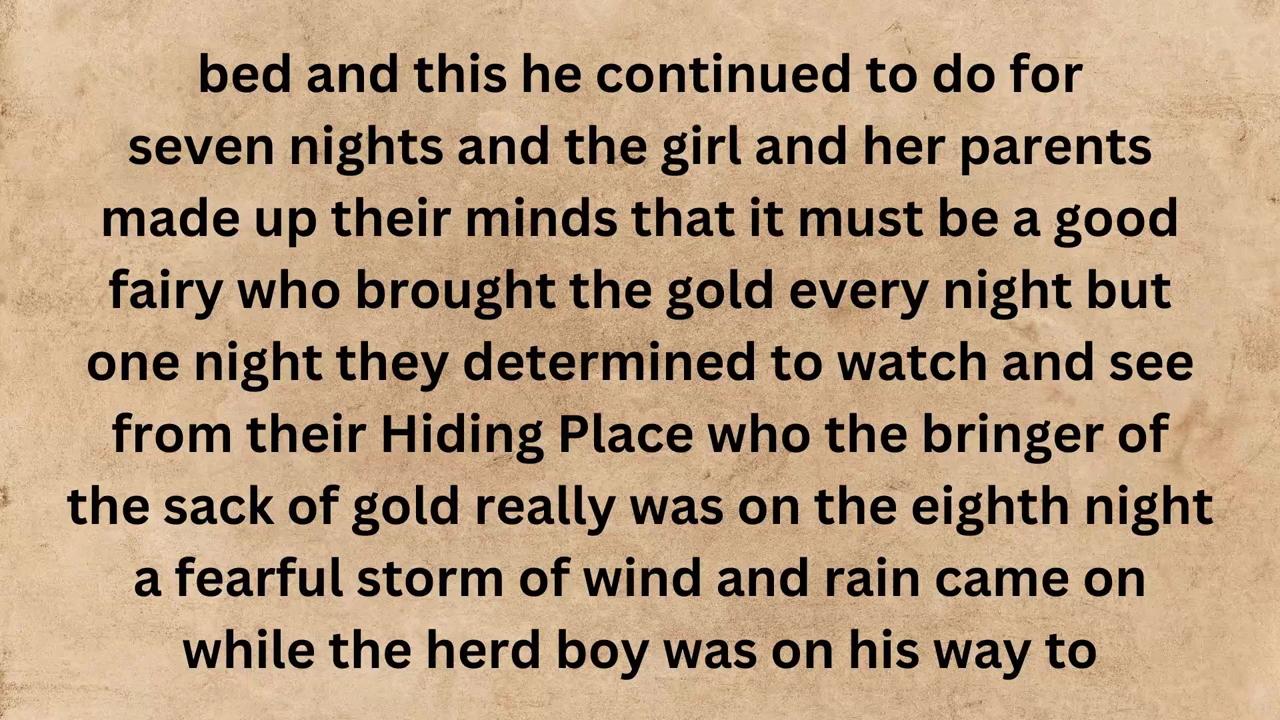 bed and this he continued to do for
seven nights and the girl and her parents
made up their minds that it must be a good
fairy who brought the gold every night but
one night they determined to watch and see
from their Hiding Place who the bringer of
the sack of gold really was on the eighth night
a fearful storm of wind and rain came on
while the herd boy was on his way to